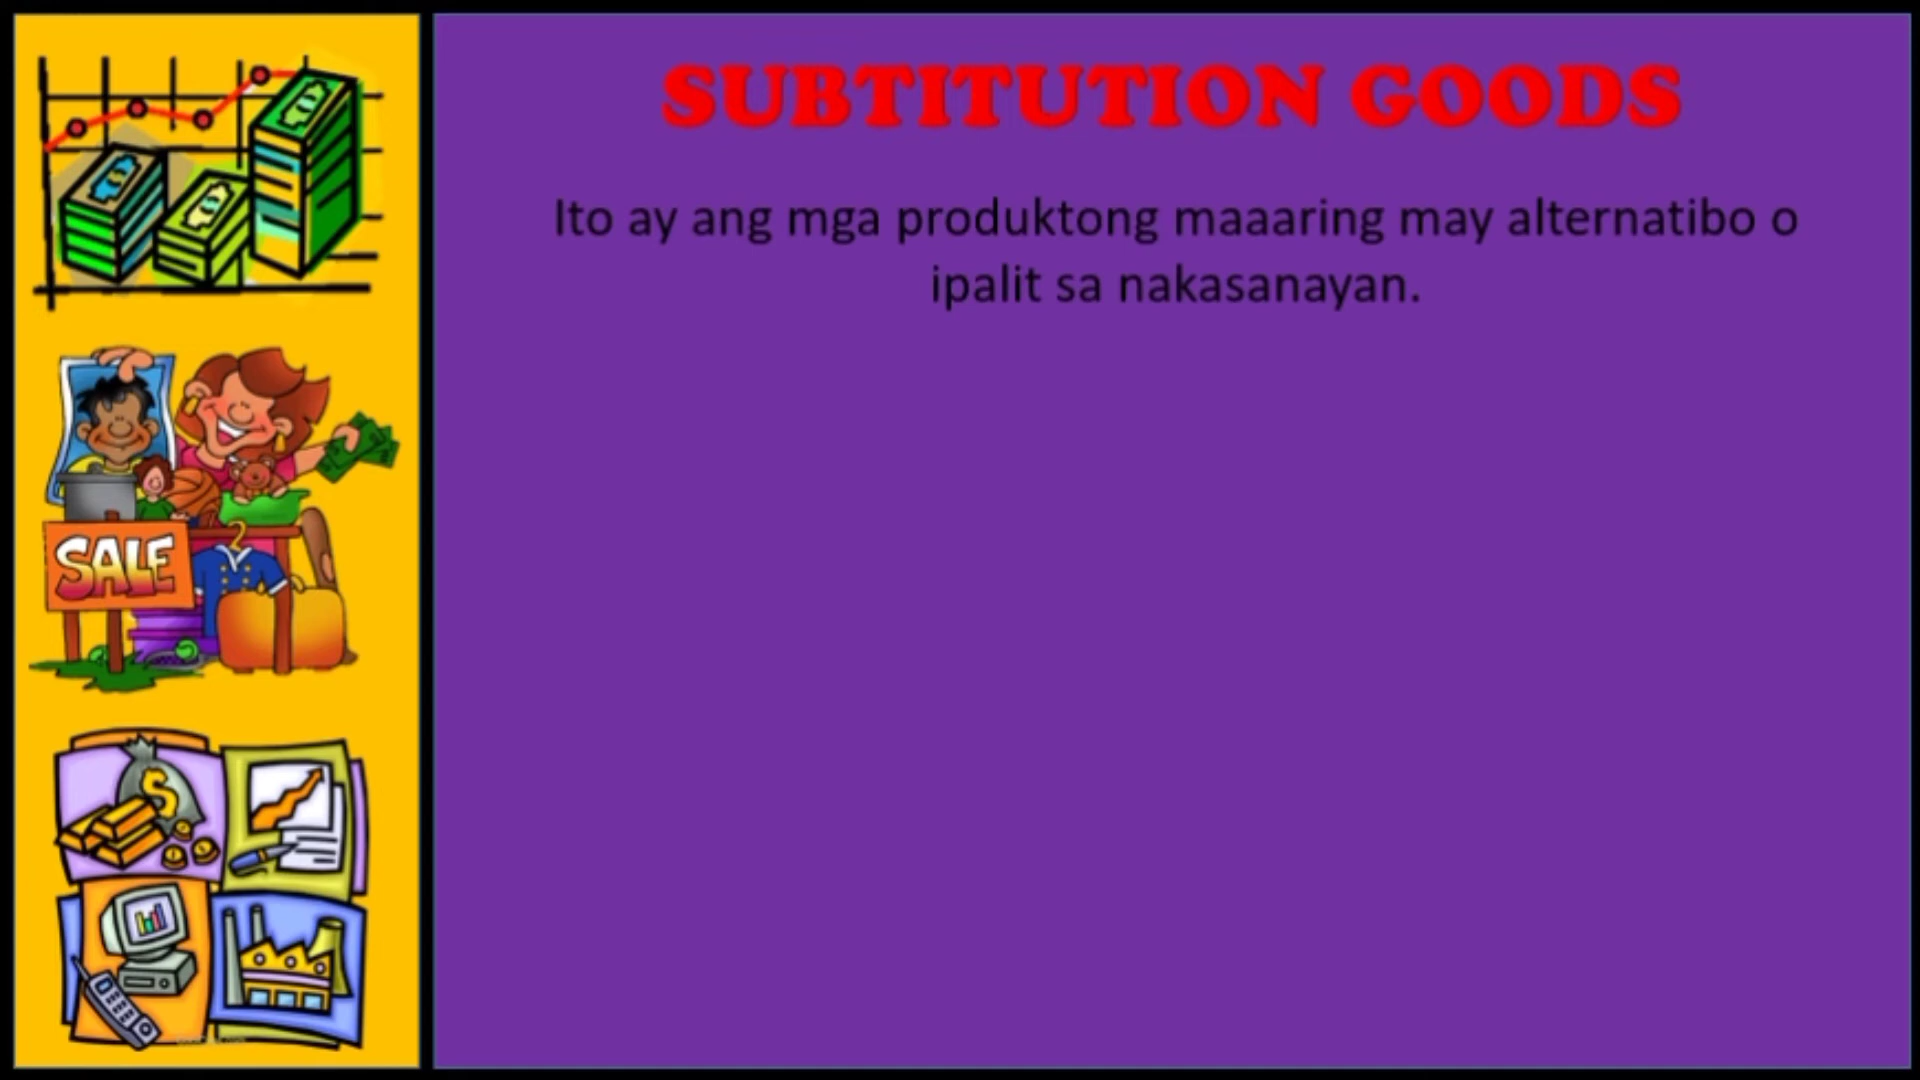 SUBTITUTION GOODS
Ito ay ang mga produktong maaaring may alternatibo o
ipalit sa nakasanayan.
SALE